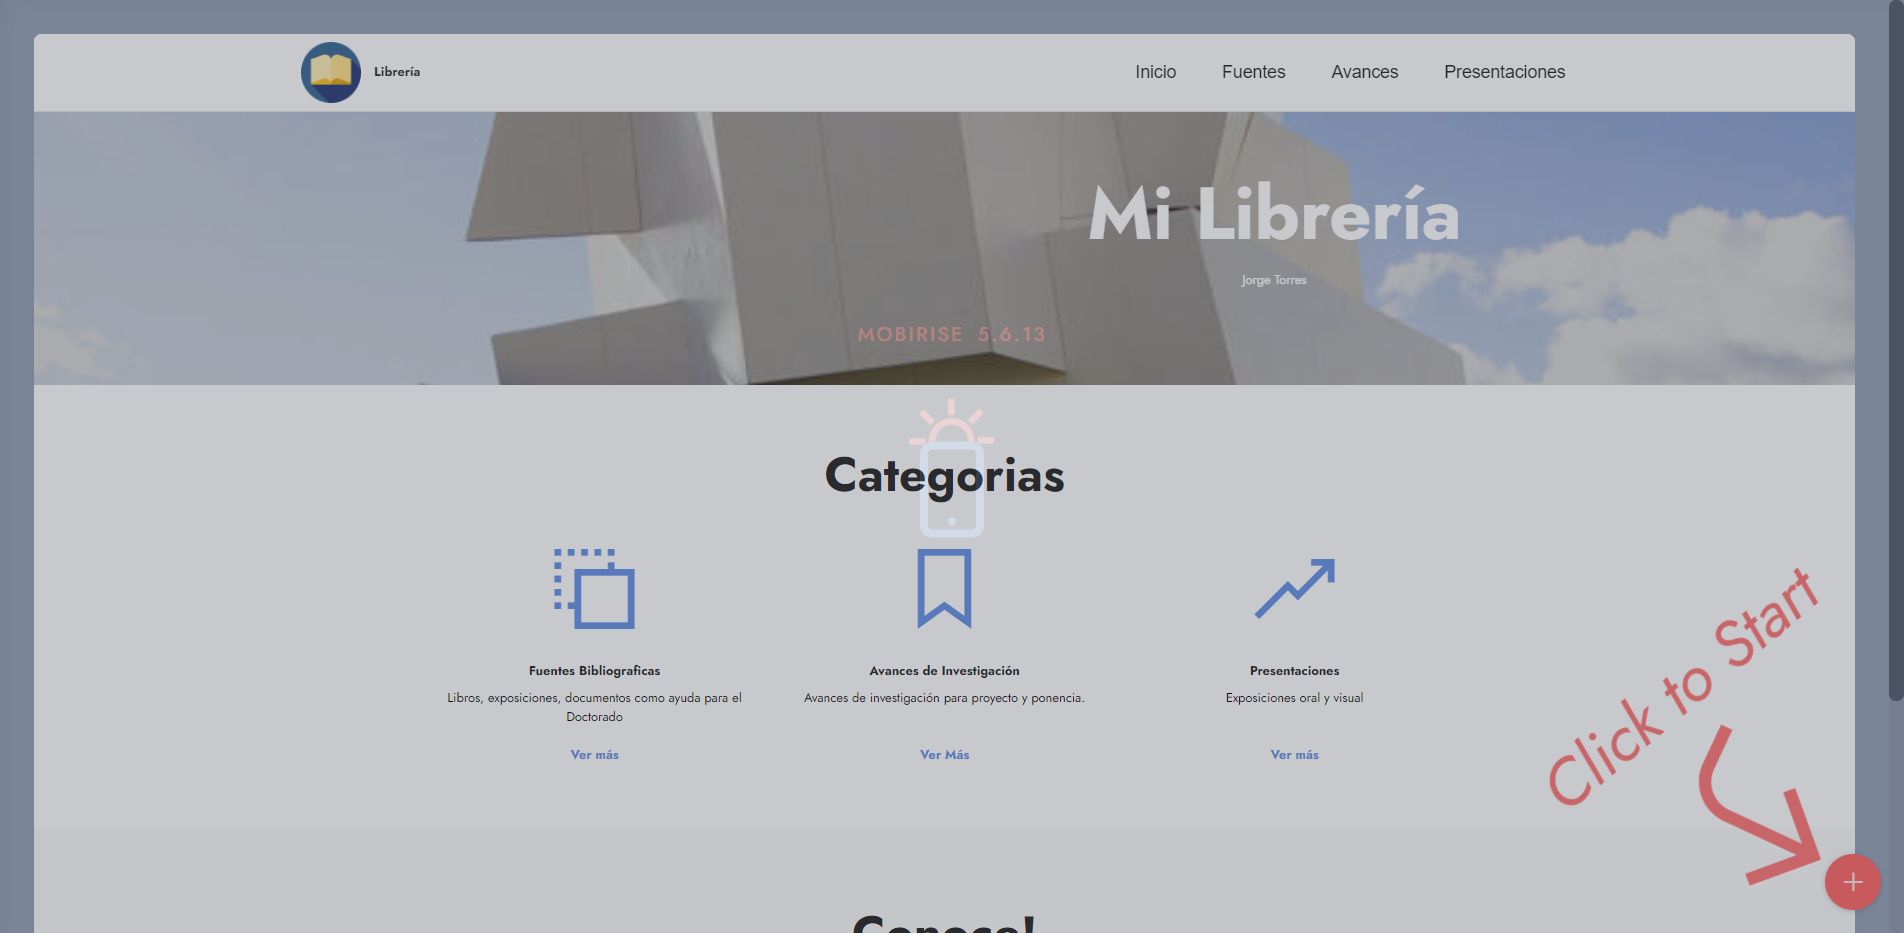 Librería
Inicio Fuentes Avances Presentaciones
Mi Librería
Jorge Torres
MOBIRISE 5.6.13
Categorias
Fuentes Bibliograficas
Libros, exposiciones, documentos como ayuda para el
Doctorado
Ver más
Avances de Investigación
Avances de investigación para proyecto y ponencia.
Ver Más
Presentaciones
Exposiciones oral y visual
Ver más
Click to Start
Conoce!